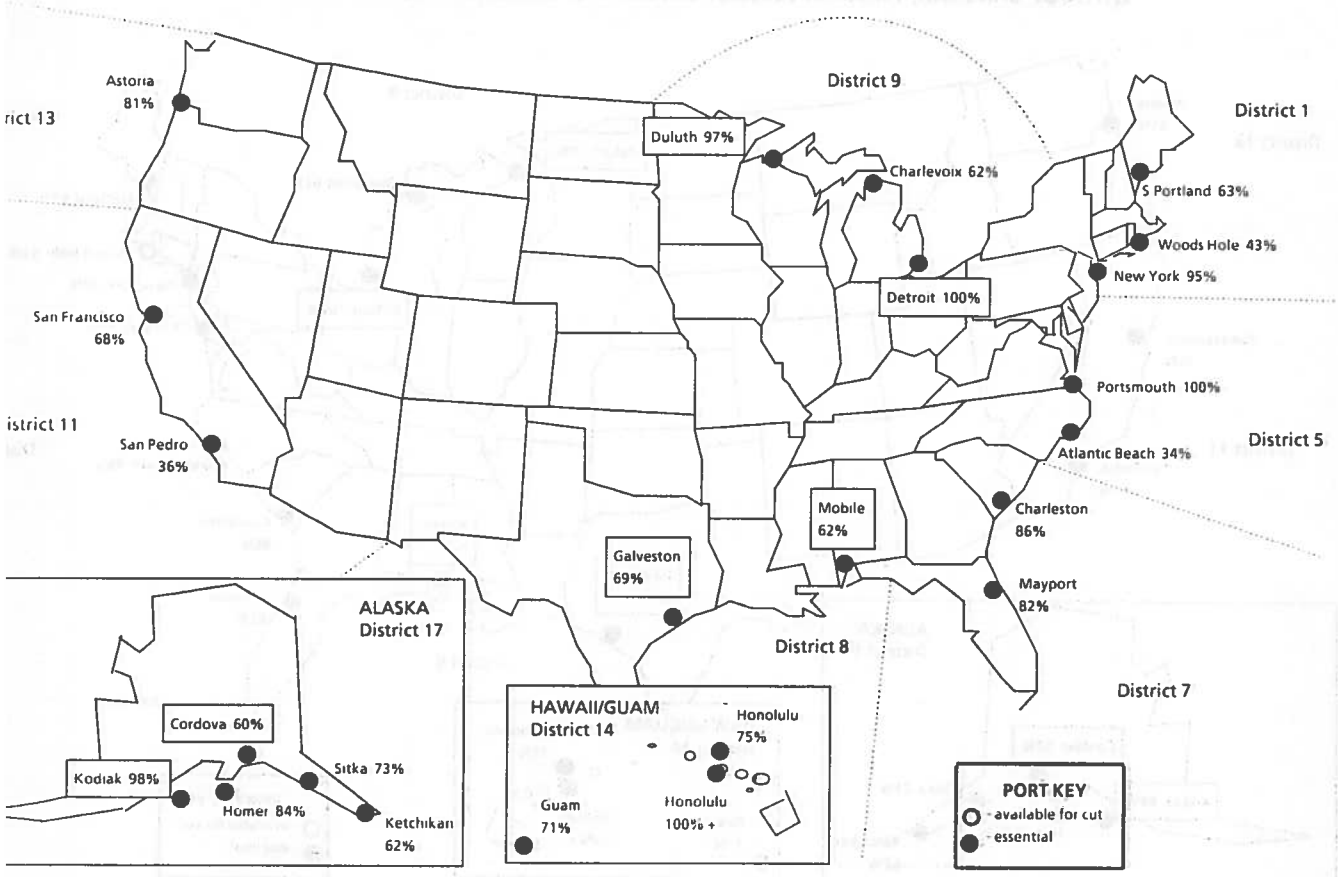 District 9
Astoria
81%
District 1
rict 13
Duluth 97%
Charlevoix 62%
S Portland 63%
Woods Hole 43%
New York 95%
Detroit 100%
San Francisco
68%
Portsmouth 100%
istrict 11
San Pedro
36%
District 5
Atlantic Beach 34%
Mobile
62%
Charleston
86%
Galveston
69%
Mayport
82%
ALASKA
District 17
District 8
District 7
Cordova 60%
Kodiak 98%
Sitka 73%
Homer 84%
Ketchikan
62%
HAWAII/GUAM
District 14
Honolulu
75%
Guam
71%
Honolulu
100% +
PORT KEY
- available for cut
essential